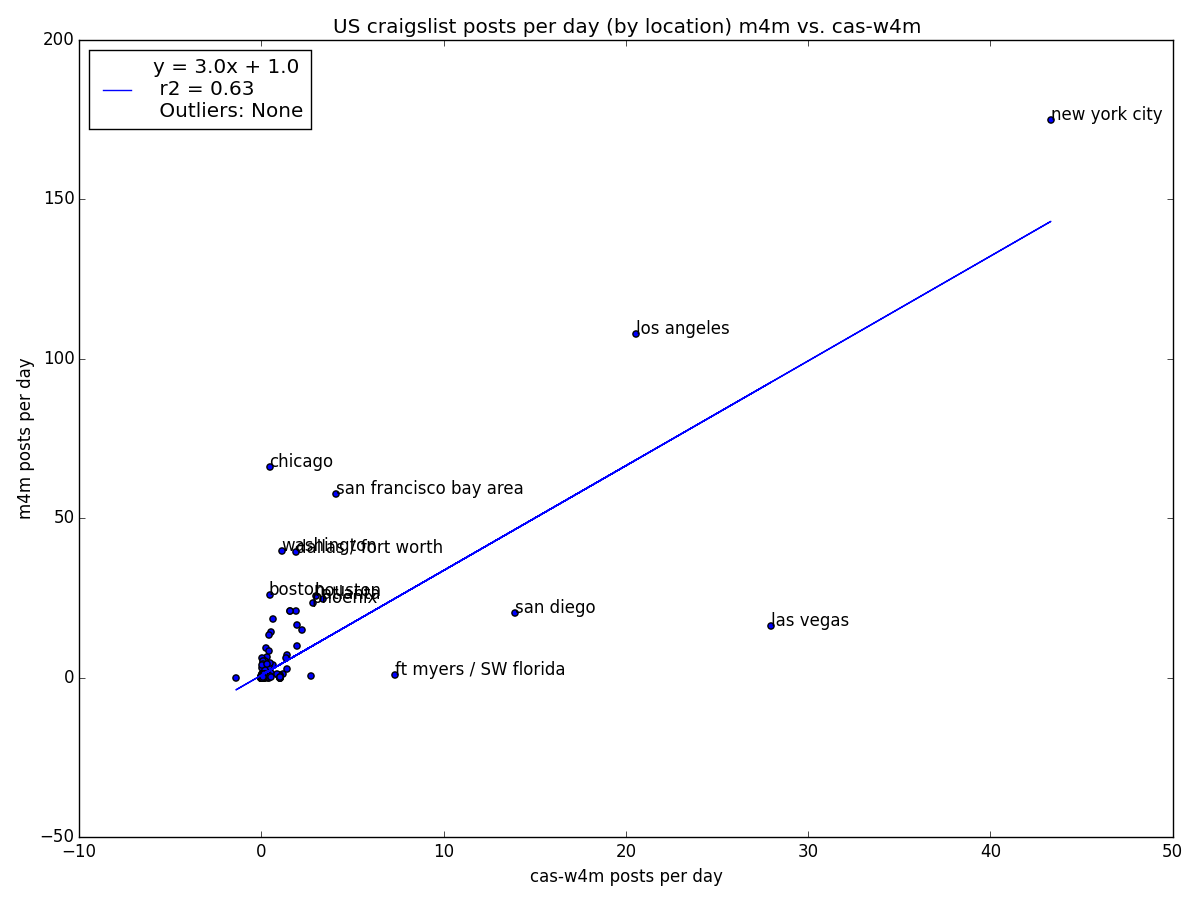 US craigslist posts per day (by location) m4m vs. cas-w4m
y = 3.0x + 1.0
r2 = 0.63
Outliers: None
200
150
100
50
0
−50
−10
0
10
20
30
40
50
m4m posts per day
cas-w4m posts per day
new york city
los angeles
chicago
san francisco bay area
washington
dallas / fort worth
boston
houston
atlanta
phoenix
san diego
las vegas
ft myers / SW florida